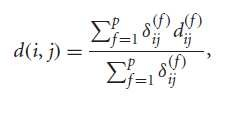 d(i, j) = \frac{\sum_{f=1}^{p} \delta_{ij}^{(f)} d_{ij}^{(f)}}{\sum_{f=1}^{p} \delta_{ij}^{(f)}},